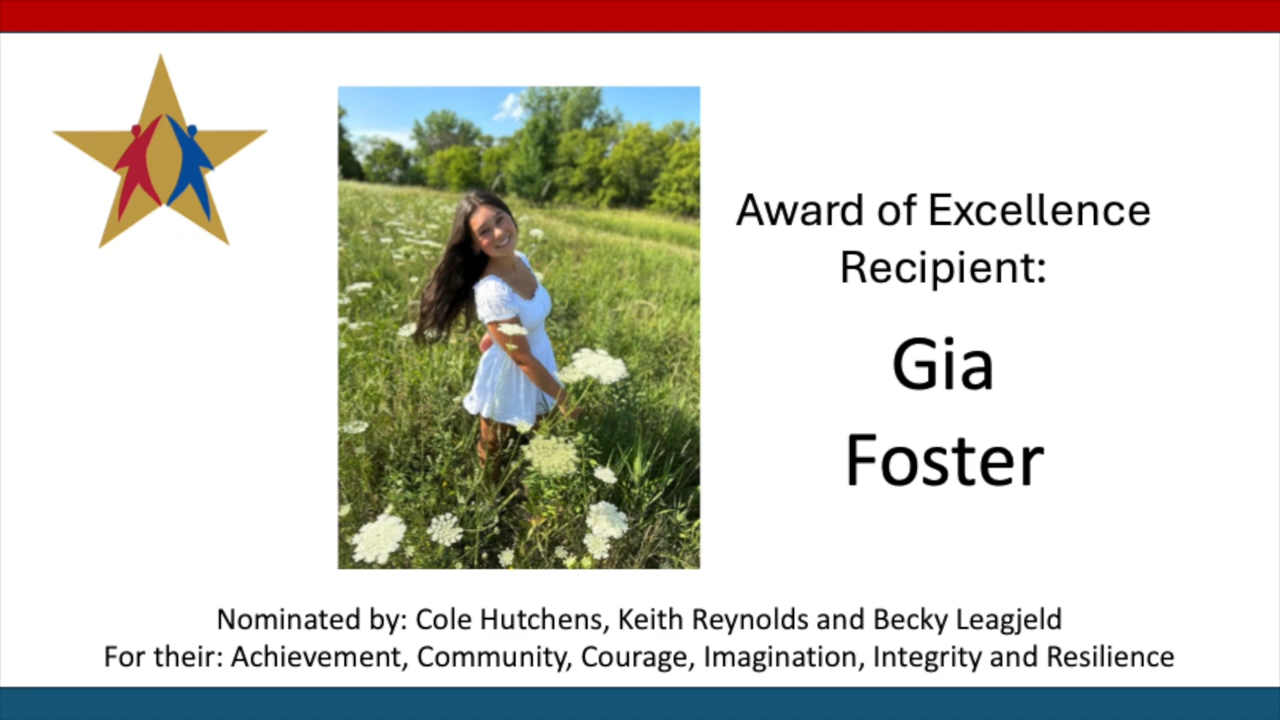 Award of Excellence
Recipient:
Gia
Foster
Nominated by: Cole Hutchens, Keith Reynolds and Becky Leagjeld
For their: Achievement, Community, Courage, Imagination, Integrity and Resilience